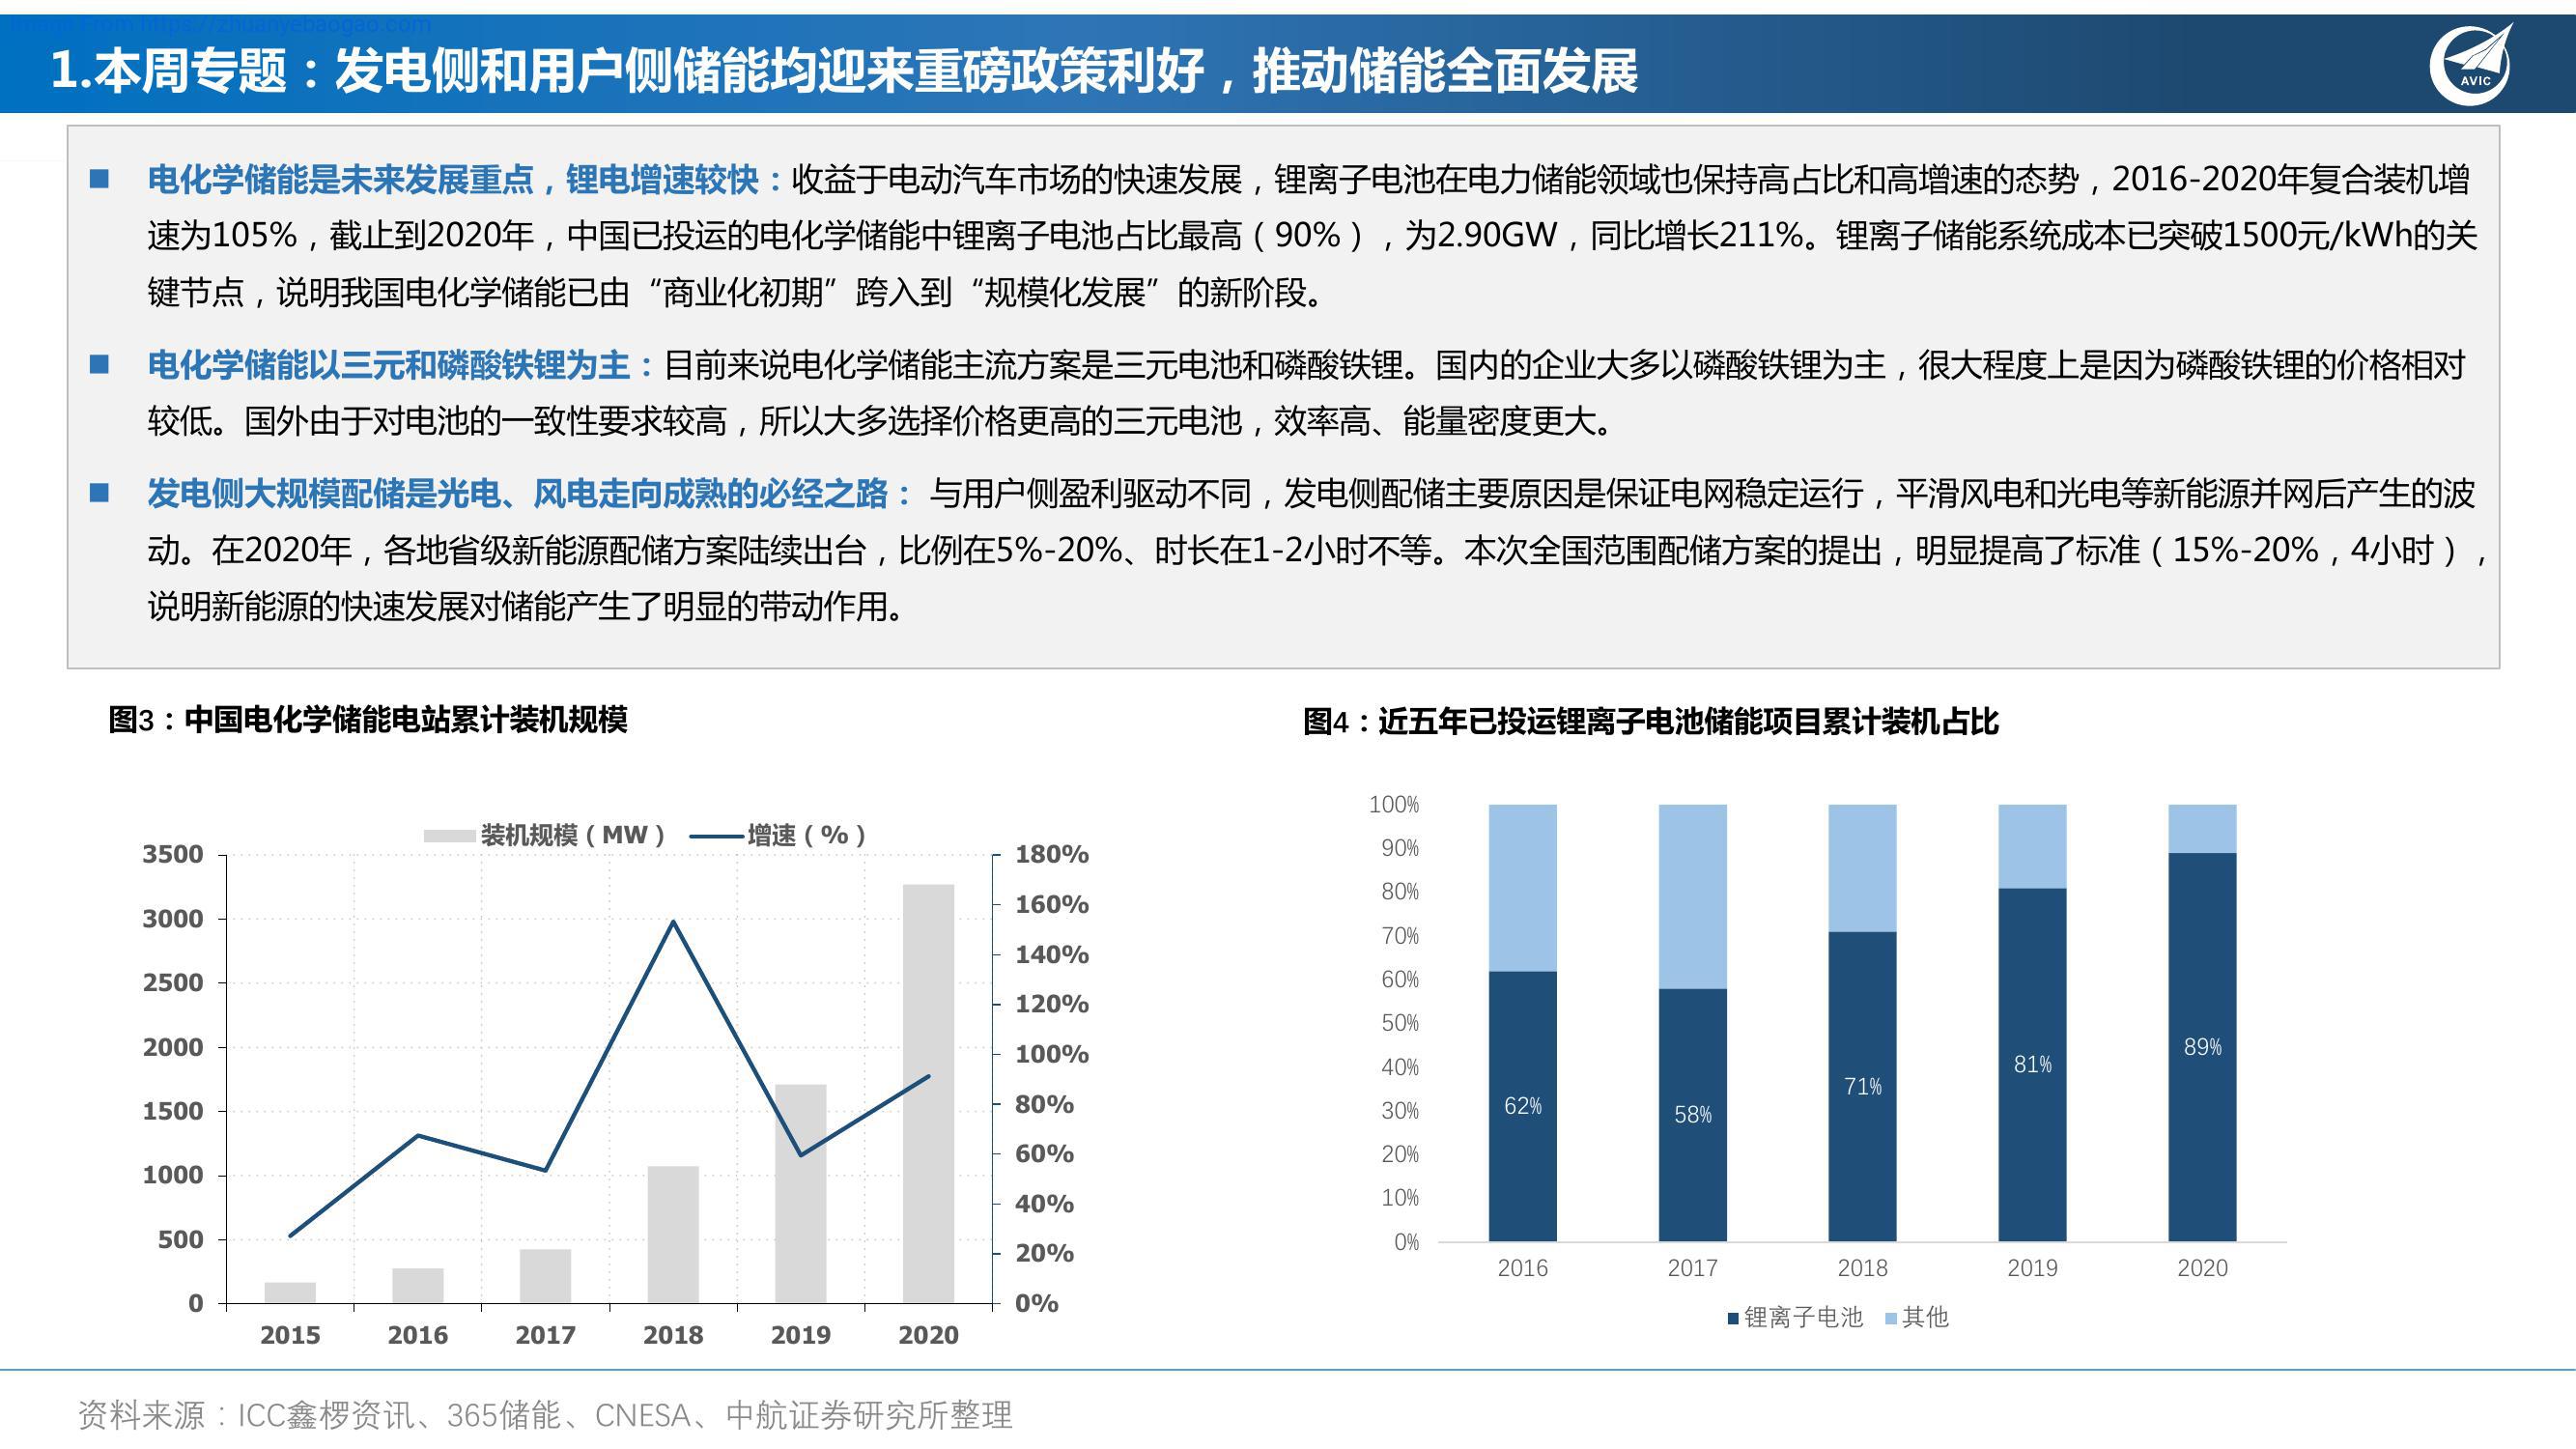 Image From https://zhuanyebaogao.com
1.本周专题：发电侧和用户侧储能均迎来重磅政策利好，推动储能全面发展
AVIC
■ 电化学储能是未来发展重点，锂电增速较快：收益于电动汽车市场的快速发展，锂离子电池在电力储能领域也保持高占比和高增速的态势，2016-2020年复合装机增
速为105%，截止到2020年，中国已投运的电化学储能中锂离子电池占比最高（90%），为2.90GW，同比增长211%。锂离子储能系统成本已突破1500元/kWh的关
键节点，说明我国电化学储能已由“商业化初期”跨入到“规模化发展”的新阶段。
■ 电化学储能以三元和磷酸铁锂为主：目前来说电化学储能主流方案是三元电池和磷酸铁锂。国内的企业大多以磷酸铁锂为主，很大程度上是因为磷酸铁锂的价格相对
较低。国外由于对电池的一致性要求较高，所以大多选择价格更高的三元电池，效率高、能量密度更大。
■ 发电侧大规模配储是光电、风电走向成熟的必经之路： 与用户侧盈利驱动不同，发电侧配储主要原因是保证电网稳定运行，平滑风电和光电等新能源并网后产生的波
动。在2020年，各地省级新能源配储方案陆续出台，比例在5%-20%、时长在1-2小时不等。本次全国范围配储方案的提出，明显提高了标准（15%-20%，4小时），
说明新能源的快速发展对储能产生了明显的带动作用。
图3：中国电化学储能电站累计装机规模
装机规模（MW） 增速（%）
3500 180%
3000 160%
2500 140%
2000 120%
1500 100%
1000 80%
500 60%
0 40%
20%
0%
2015 2016 2017 2018 2019 2020
图4：近五年已投运锂离子电池储能项目累计装机占比
100%
90%
80%
70%
60%
50%
40%
30%
20%
10%
0%
62% 58% 71% 81% 89%
2016 2017 2018 2019 2020
锂离子电池 其他
资料来源：ICC鑫椤资讯、365储能、CNESA、中航证券研究所整理